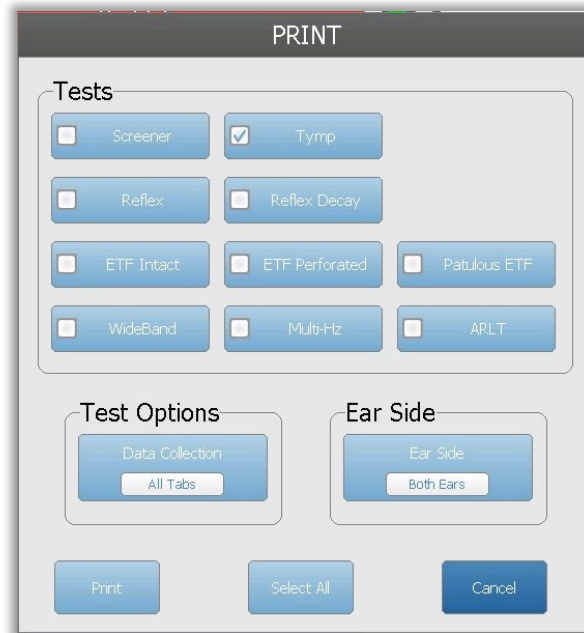 PRINT
Tests
Screener Tymp
Reflex Reflex Decay
ETF Intact ETF Perforated Patulous ETF
WideBand Multi-Hz ARLT
Test Options Ear Side
Data Collection Ear Side
All Tabs Both Ears
Print Select All Cancel